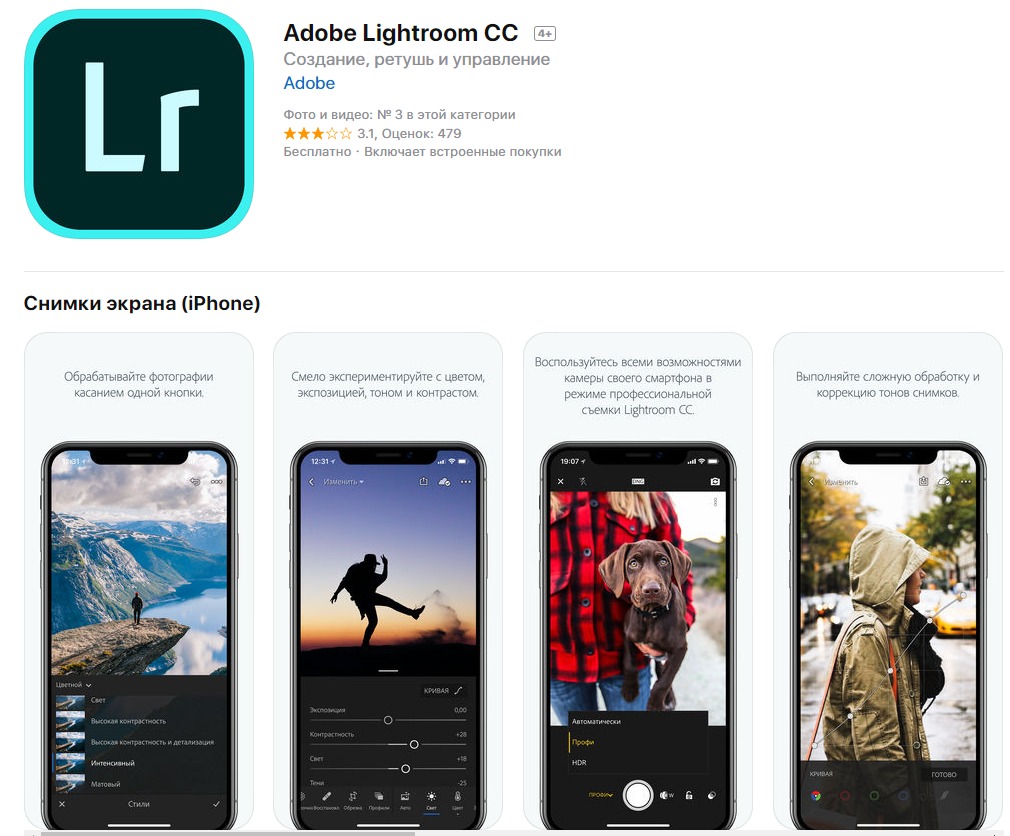 Lr
Adobe Lightroom CC 4+
Создание, ретушь и управление
Adobe
Фото и видео: № 3 в этой категории
3.1, Оценок: 479
Бесплатно · Включает встроенные покупки
Снимки экрана (iPhone)
Обрабатывайте фотографии
касанием одной кнопки.
Цветной
Свет
Высокая контрастность
Высокая контрастность и детализация
Интенсивный
Матовый
Стили
Смело экспериментируйте с цветом,
экспозицией, тоном и контрастом.
12:31
Изменить
КРИВАЯ
Экспозиция 0,00
Контрастность +28
Свет +18
Тени -25
Обрезка Профили Авто Свет Цвет
Воспользуйтесь всеми возможностями
камеры своего смартфона в
режиме профессиональной
съемки Lightroom CC.
19:07
DNG
Автоматически
Профи
HDR
ПРОФИ
Выполняйте сложную обработку и
коррекцию тонов снимков.
Изменить
КРИВАЯ ГОТОВО